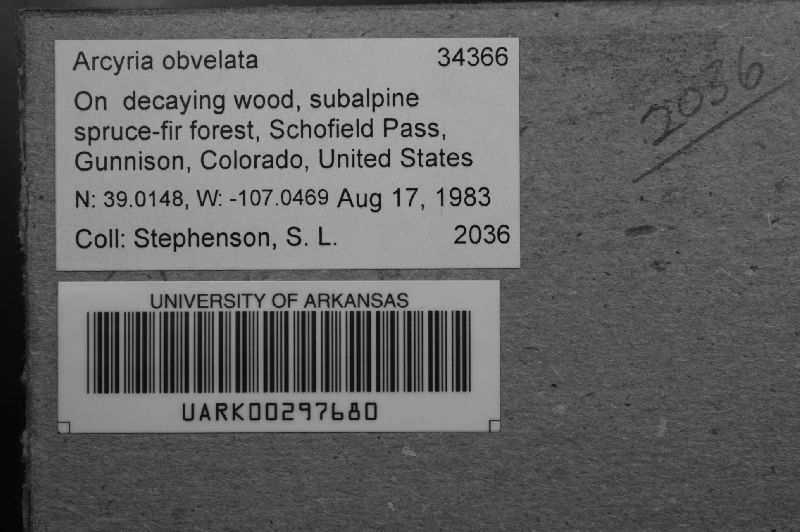 Arcyria obvelata 34366
On decaying wood, subalpine
spruce-fir forest, Schofield Pass,
Gunnison, Colorado, United States
N: 39.0148, W: -107.0469 Aug 17, 1983
Coll: Stephenson, S. L. 2036
2036
UNIVERSITY OF ARKANSAS
UARK00297680